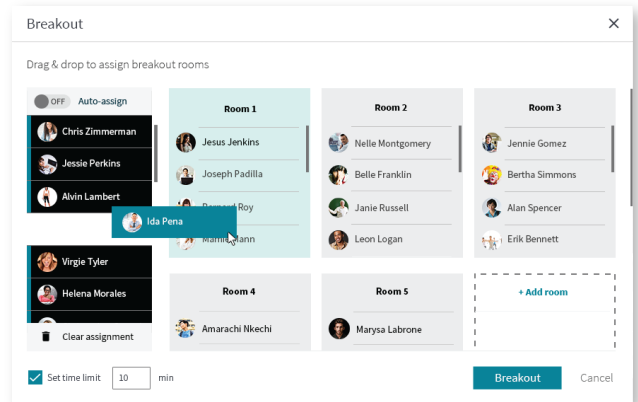 Breakout
Drag & drop to assign breakout rooms
OFF Auto-assign
Chris Zimmerman
Jessie Perkins
Alvin Lambert
Ida Pena
Virgie Tyler
Helena Morales
Clear assignment
Room 1
Jesus Jenkins
Joseph Padilla
Roy
Mann
Room 2
Nelle Montgomery
Belle Franklin
Janie Russell
Leon Logan
Room 3
Jennie Gomez
Bertha Simmons
Alan Spencer
Erik Bennett
Room 4
Amarachi Nkechi
Room 5
Marysa Labrone
+ Add room
Set time limit 10 min
Breakout Cancel